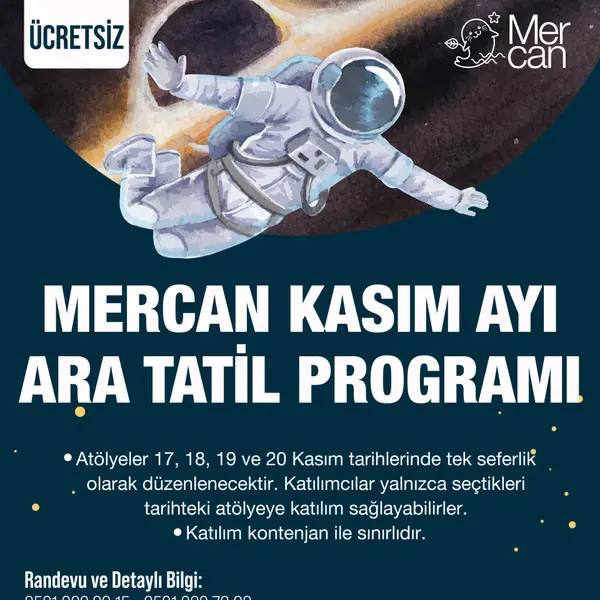 ÜCRETSİZ
Mer
can
MERCAN KASIM AYI
ARA TATİL PROGRAMI
• Atölyeler 17, 18, 19 ve 20 Kasım tarihlerinde tek seferlik
olarak düzenlenecektir. Katılımcılar yalnızca seçtikleri
tarihteki atölyeye katılım sağlayabilirler.
• Katılım kontenjan ile sınırlıdır.
Randevu ve Detaylı Bilgi: